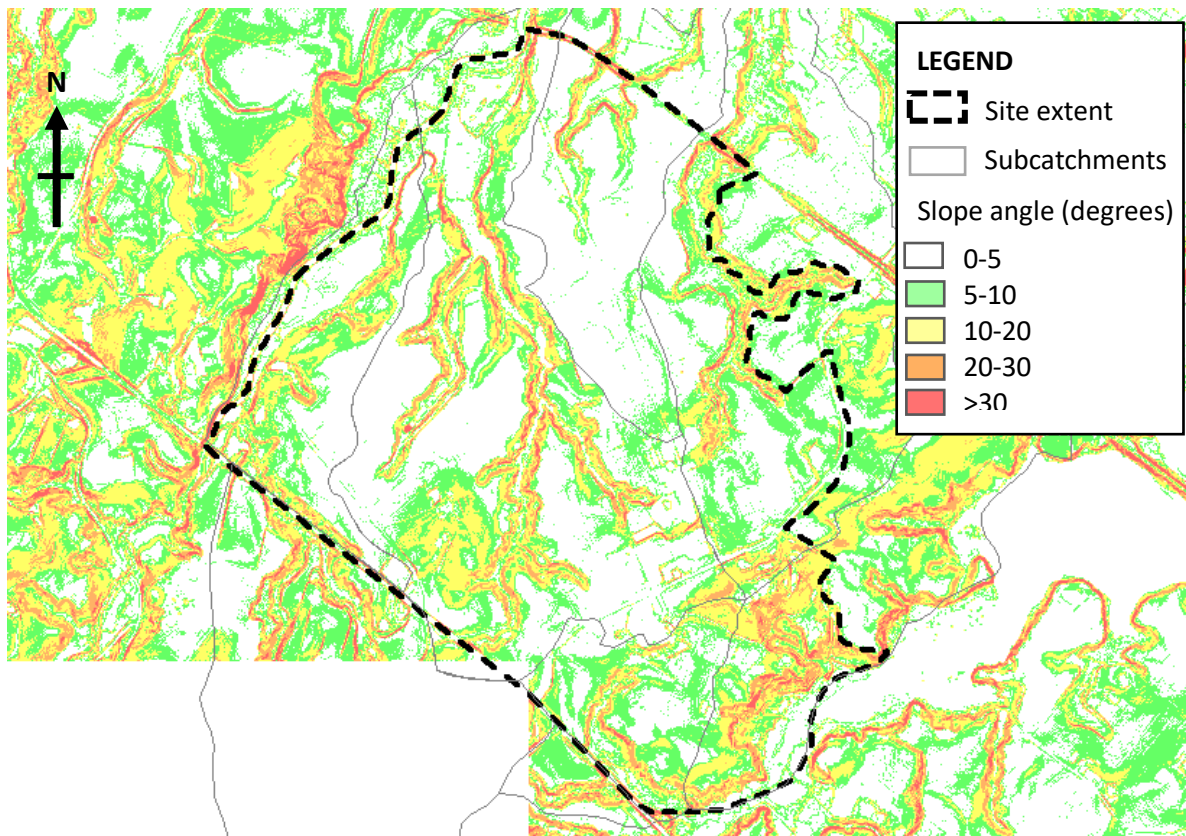 N
LEGEND
Site extent
Subcatchments
Slope angle (degrees)
0-5
5-10
10-20
20-30
>30